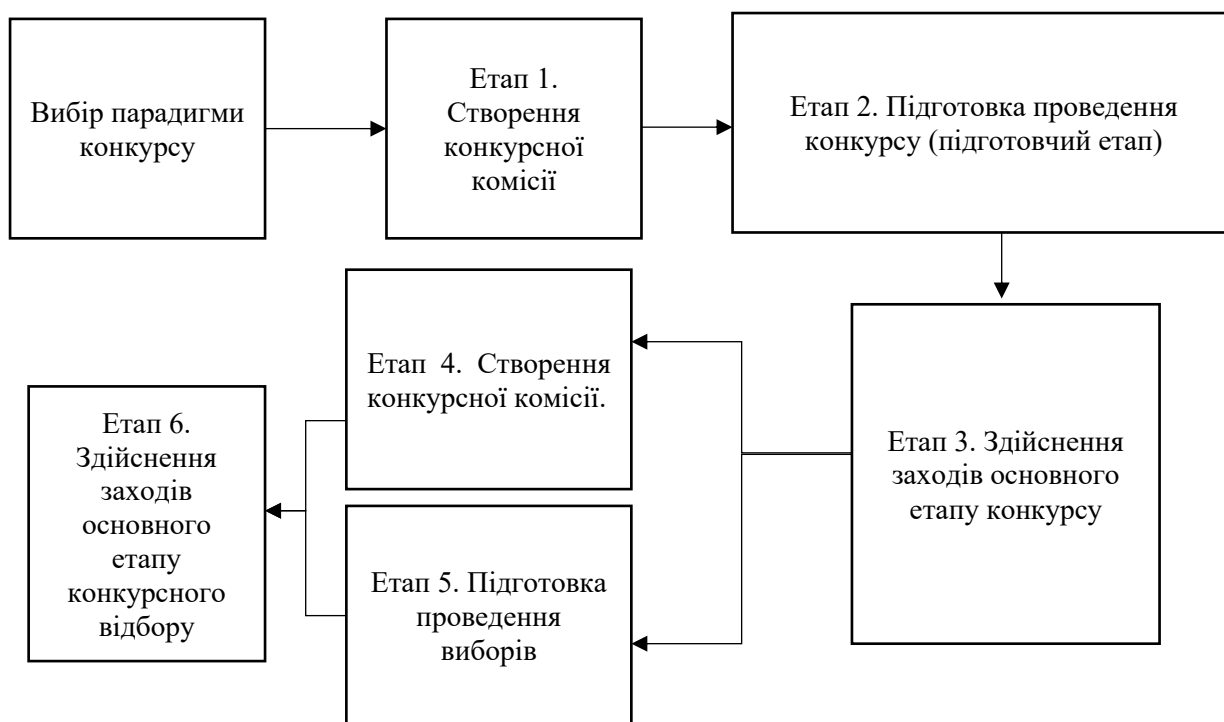 Вибір парадигми
конкурсу
Етап 1.
Створення
конкурсної
комісії
Етап 2. Підготовка проведення
конкурсу (підготовчий етап)
Етап 3. Здійснення
заходів основного
етапу конкурсу
Етап 4. Створення
конкурсної комісії.
Етап 5. Підготовка
проведення
виборів
Етап 6.
Здійснення
заходів
основного
етапу
конкурсного
відбору